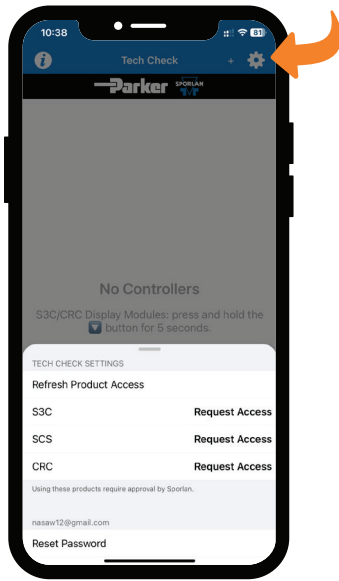 10:38
81
i
Tech Check
+
Parker SPORLAN
No Controllers
S3C/CRC Display Modules: press and hold the
button for 5 seconds.
TECH CHECK SETTINGS
Refresh Product Access
S3C Request Access
SCS Request Access
CRC Request Access
Using these products require approval by Sporlan.
nasaw12@gmail.com
Reset Password